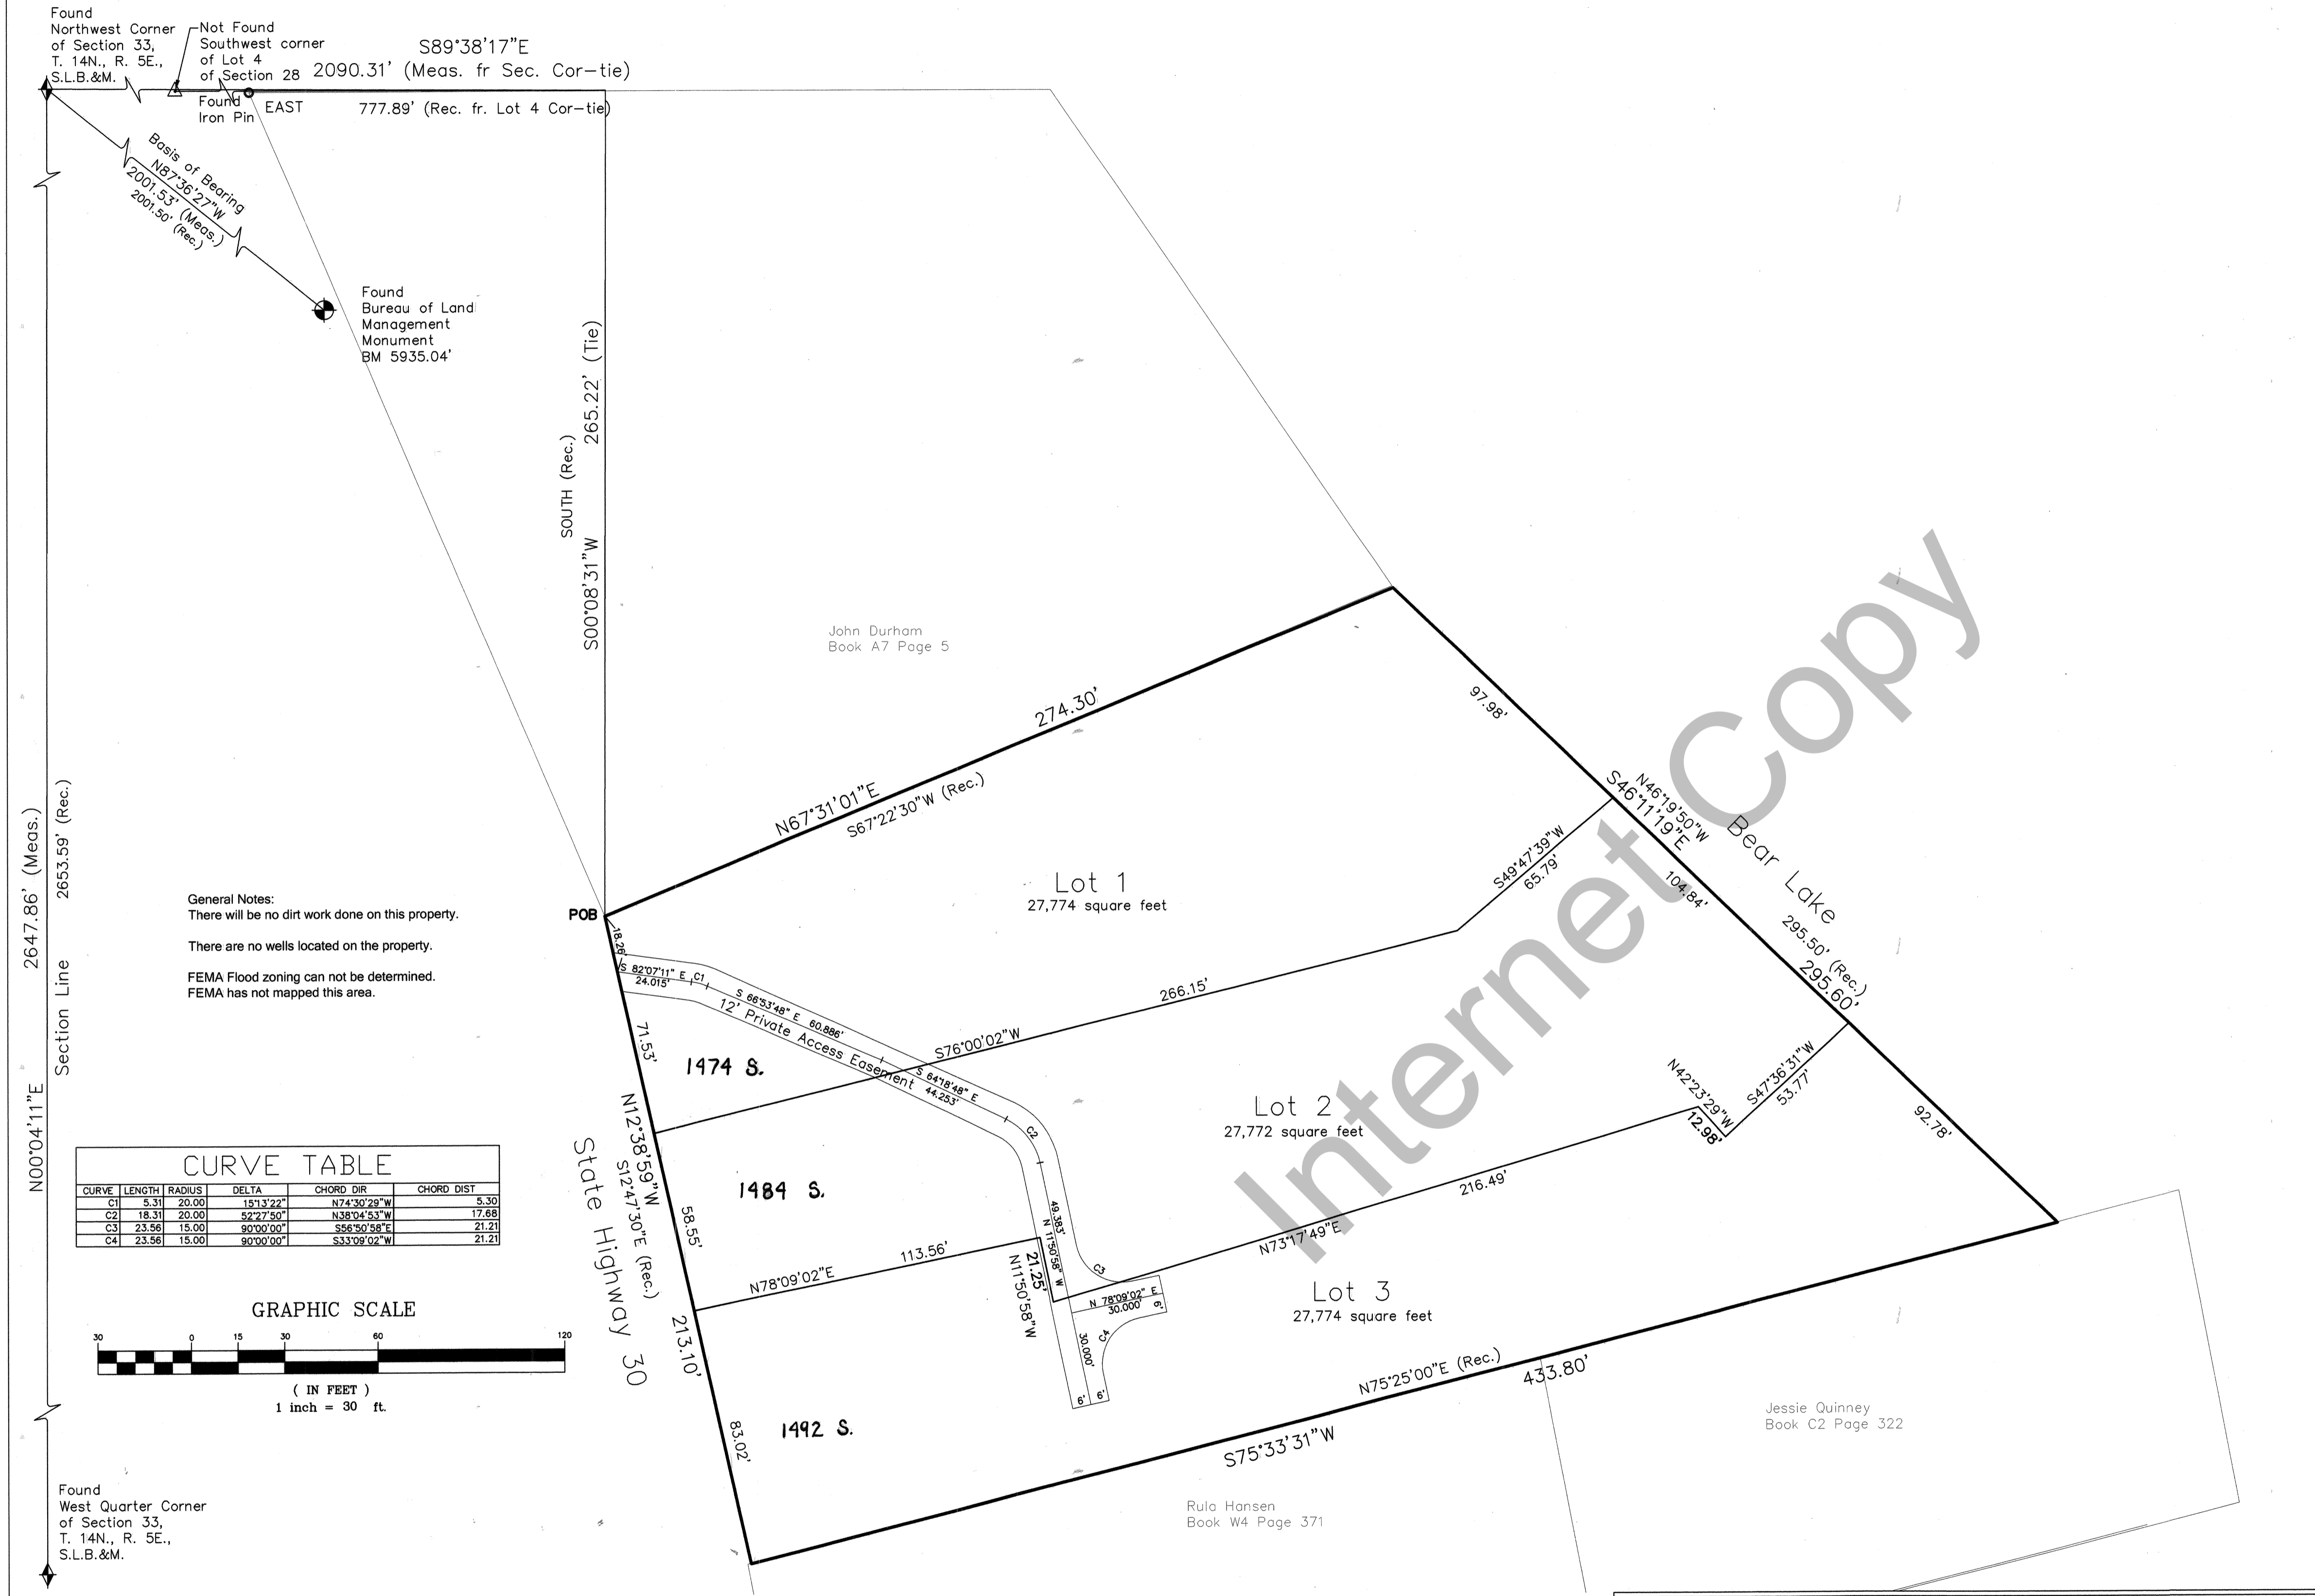 Found
Northwest Corner
of Section 33,
T. 14N., R. 5E.,
S.L.B.&M.
Not Found
Southwest corner
of Lot 4
of Section 28
S89°38'17"E
2090.31' (Meas. fr Sec. Cor-tie)
Found
Iron Pin
EAST
777.89' (Rec. fr. Lot 4 Cor-tie)
Basis of Bearing
N87°36'27"W
2001.53' (Meas.)
2001.50' (Rec.)
Found
Bureau of Land
Management
Monument
BM 5935.04'
SOUTH (Rec.)
S00°08'31"W 265.22' (Tie)
John Durham
Book A7 Page 5
274.30'
N67°31'01"E
S67°22'30"W (Rec.)
97.98'
N46°19'50"W
S46°11'19"E
Bear Lake
104.84'
295.50' (Rec.)
295.60'
92.78'
S49°47'39"W
65.79'
Lot 1
27,774 square feet
POB
18.26'
S 82°07'11" E
24.015'
C1
S 66°53'48" E 60.886'
12' Private Access Easement
S 64°18'48" E
44.253'
C2
266.15'
S76°00'02"W
71.53'
1474 S.
N12°38'59"W
S12°47'30"E (Rec.)
State Highway 30
58.55'
213.10'
83.02'
1484 S.
Lot 2
27,772 square feet
N42°23'29"W
12.98'
S47°36'31"W
53.77'
216.49'
N73°17'49"E
113.56'
N78°09'02"E
21.25'
N11°50'58"W
49.383'
N 11°50'58" W
C3
N 78°09'02" E
30.000'
6'
30.000'
C4
6'
6'
Lot 3
27,774 square feet
1492 S.
N75°25'00"E (Rec.)
433.80'
S75°33'31"W
Jessie Quinney
Book C2 Page 322
Rula Hansen
Book W4 Page 371
N00°04'11"E 2647.86' (Meas.)
Section Line 2653.59' (Rec.)
General Notes:
There will be no dirt work done on this property.
There are no wells located on the property.
FEMA Flood zoning can not be determined.
FEMA has not mapped this area.
CURVE TABLE
CURVE LENGTH RADIUS DELTA CHORD DIR CHORD DIST
C1 5.31 20.00 15°13'22" N74°30'29"W 5.30
C2 18.31 20.00 52°27'50" N38°04'53"W 17.68
C3 23.56 15.00 90°00'00" S56°50'58"E 21.21
C4 23.56 15.00 90°00'00" S33°09'02"W 21.21
GRAPHIC SCALE
30 0 15 30 60 120
( IN FEET )
1 inch = 30 ft.
Found
West Quarter Corner
of Section 33,
T. 14N., R. 5E.,
S.L.B.&M.
Internet Copy